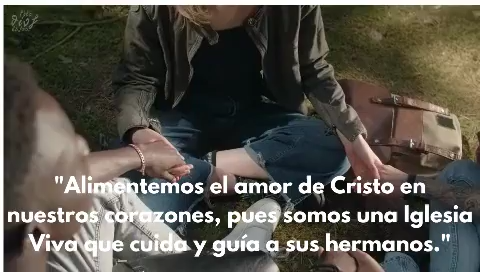 "Alimentemos el amor de Cristo en
nuestros corazones, pues somos una Iglesia
Viva que cuida y guía a sus hermanos."